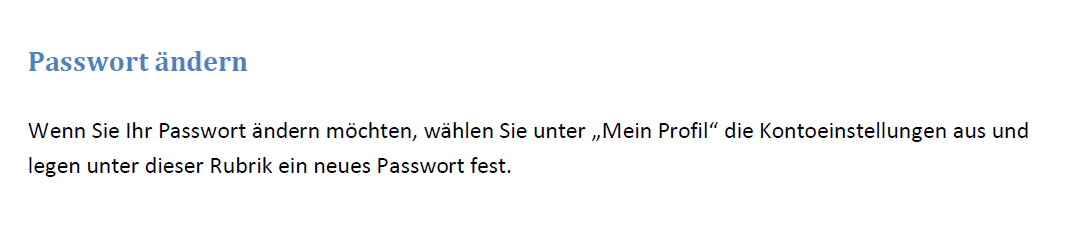 Passwort ändern
Wenn Sie Ihr Passwort ändern möchten, wählen Sie unter „Mein Profil“ die Kontoeinstellungen aus und
legen unter dieser Rubrik ein neues Passwort fest.